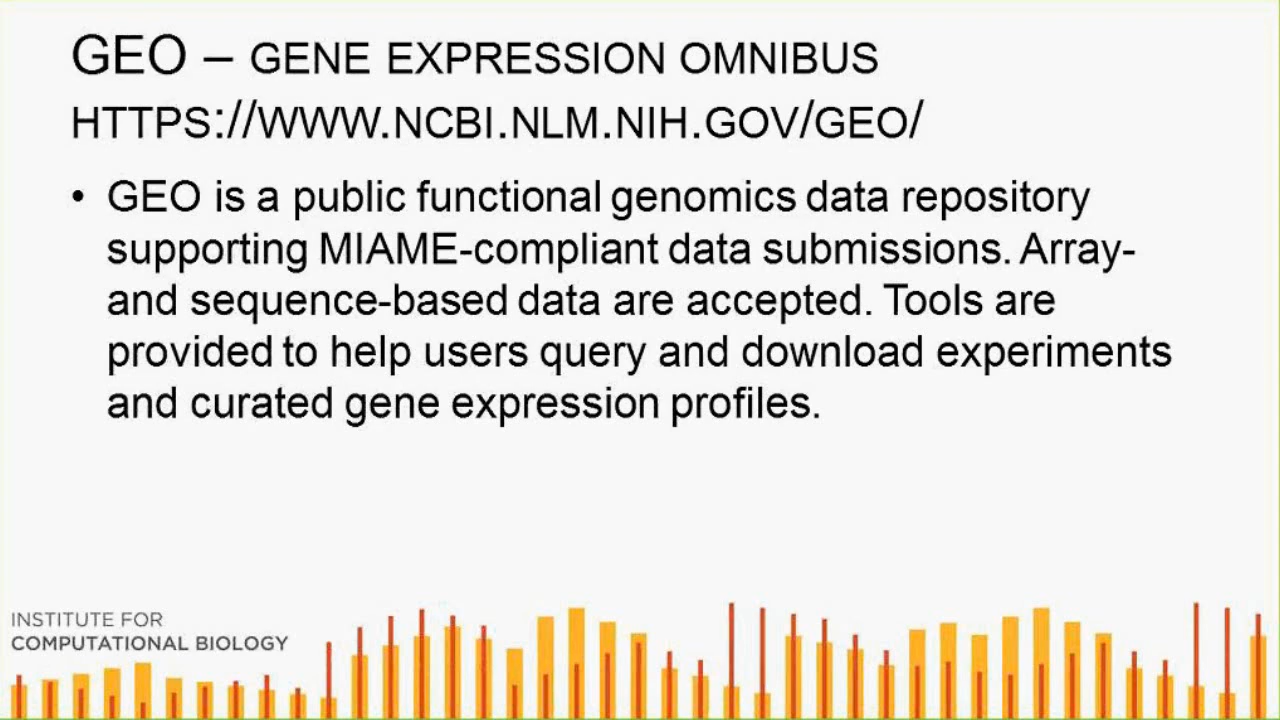 GEO – GENE EXPRESSION OMNIBUS
HTTPS://WWW.NCBI.NLM.NIH.GOV/GEO/
• GEO is a public functional genomics data repository
supporting MIAME-compliant data submissions. Array-
and sequence-based data are accepted. Tools are
provided to help users query and download experiments
and curated gene expression profiles.
INSTITUTE FOR
COMPUTATIONAL BIOLOGY